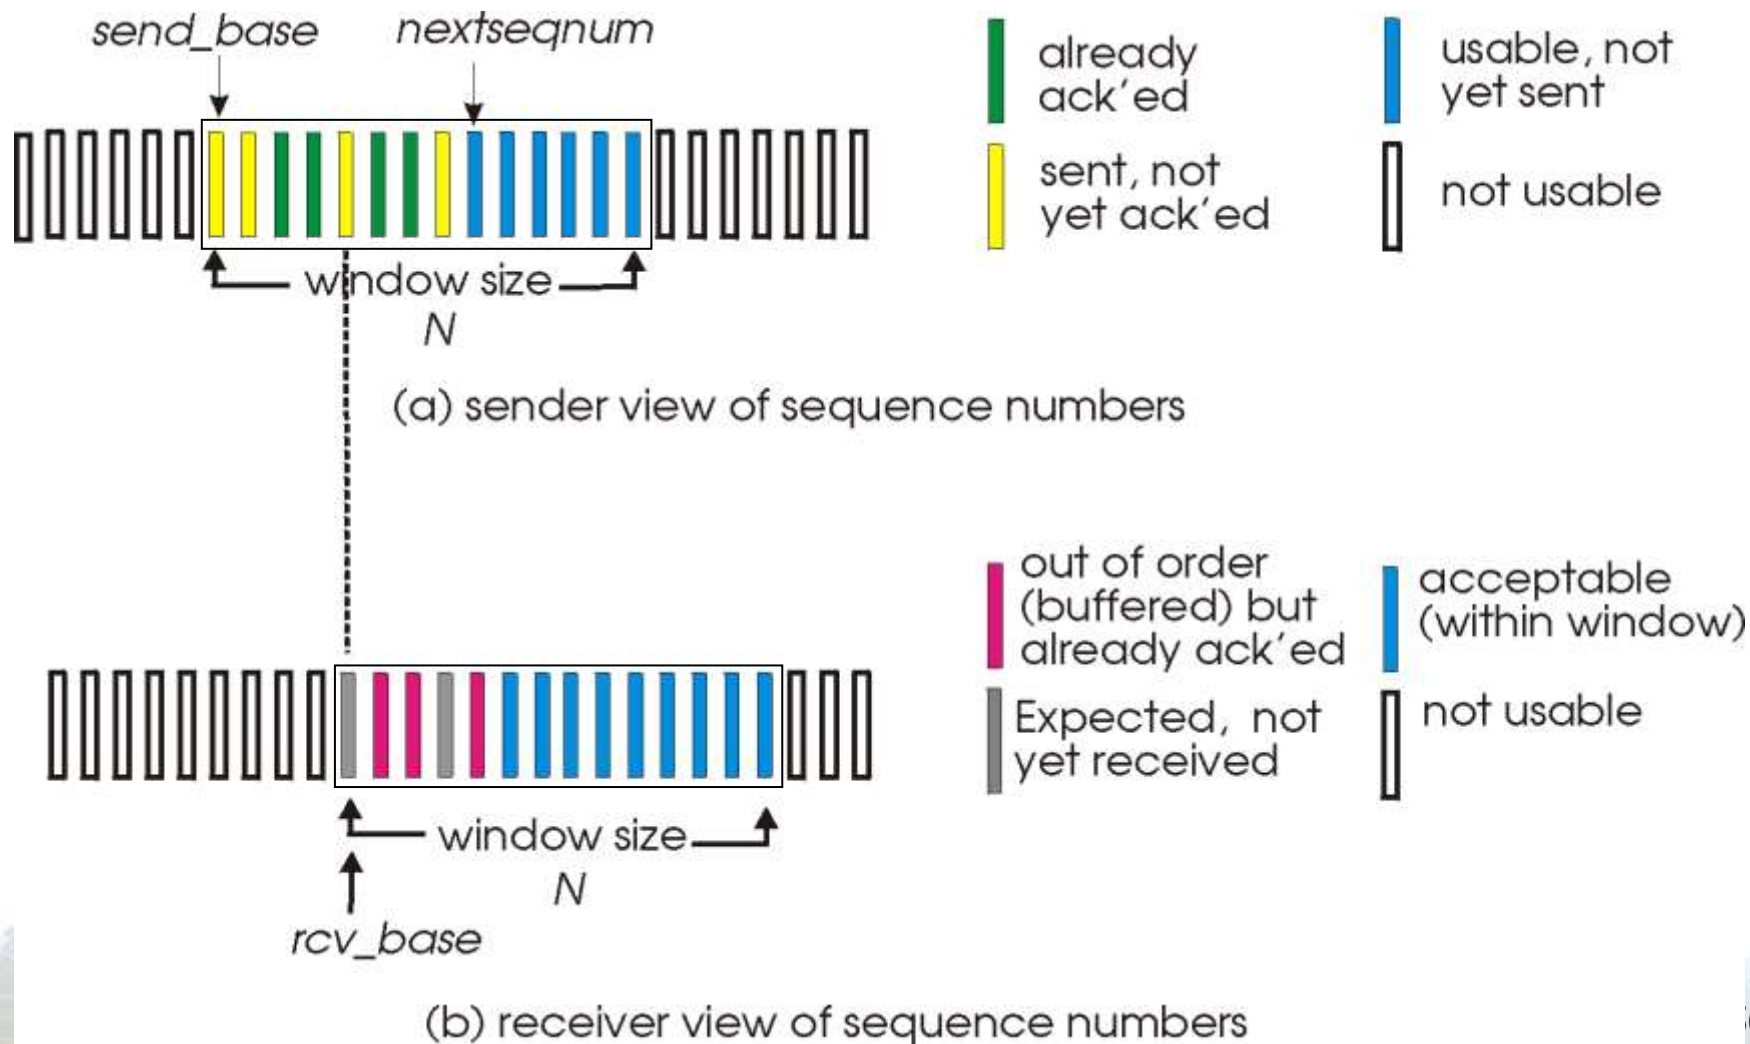 send_base
nextseqnum
already
ack'ed
usable, not
yet sent
sent, not
yet ack'ed
not usable
window size
N
(a) sender view of sequence numbers
out of order
(buffered) but
already ack'ed
acceptable
(within window)
Expected, not
yet received
not usable
window size
N
rcv_base
(b) receiver view of sequence numbers